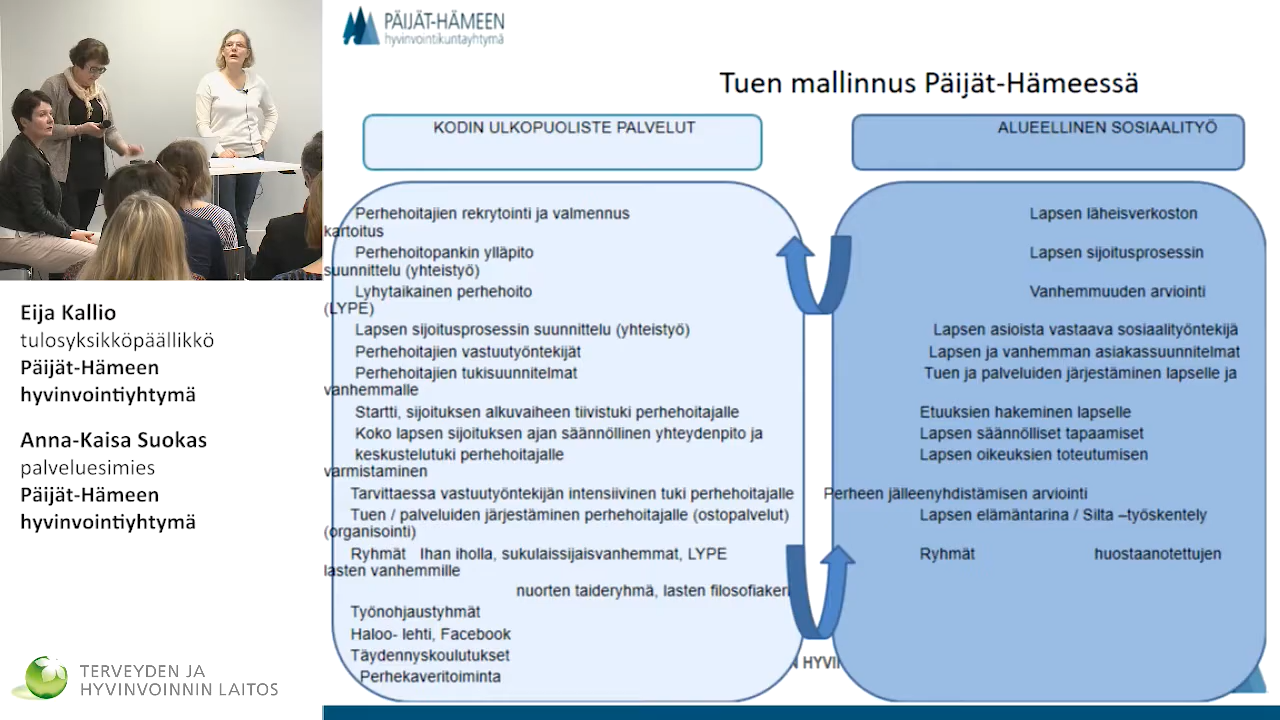 PÄIJÄT-HÄMEEN
hyvinvointikuntayhtymä
Tuen mallinnus Päijät-Hämeessä
KODIN ULKOPUOLISTE PALVELUT
ALUEELLINEN SOSIAALITYÖ
Perhehoitajien rekrytointi ja valmennus Lapsen läheisverkoston
kartoitus
Perhehoitopankin ylläpito Lapsen sijoitusprosessin
suunnittelu (yhteistyö)
Lyhytaikainen perhehoito Vanhemmuuden arviointi
(LYPE)
Lapsen sijoitusprosessin suunnittelu (yhteistyö) Lapsen asioista vastaava sosiaalityöntekijä
Perhehoitajien vastuutyöntekijät Lapsen ja vanhemman asiakassuunnitelmat
Perhehoitajien tukisuunnitelmat Tuen ja palveluiden järjestäminen lapselle ja
vanhemmalle
Startti, sijoituksen alkuvaiheen tiivistuki perhehoitajalle Etuuksien hakeminen lapselle
Koko lapsen sijoituksen ajan säännöllinen yhteydenpito ja Lapsen säännölliset tapaamiset
keskustelutuki perhehoitajalle Lapsen oikeuksien toteutumisen
varmistaminen
Tarvittaessa vastuutyöntekijän intensiivinen tuki perhehoitajalle Perheen jälleenyhdistämisen arviointi
Tuen / palveluiden järjestäminen perhehoitajalle (ostopalvelut) Lapsen elämäntarina / Silta –työskentely
(organisointi)
Ryhmät Ihan iholla, sukulaissijaisvanhemmat, LYPE Ryhmät huostaanotettujen
lasten vanhemmille
nuorten taideryhmä, lasten filosofiakerh
Työnohjaustyhmät
Haloo- lehti, Facebook
Täydennyskoulutukset
Perhekaveritoiminta
N HYVIN
Eija Kallio
tulosyksikköpäällikkö
Päijät-Hämeen
hyvinvointiyhtymä
Anna-Kaisa Suokas
palveluesimies
Päijät-Hämeen
hyvinvointiyhtymä
TERVEYDEN JA
HYVINVOINNIN LAITOS